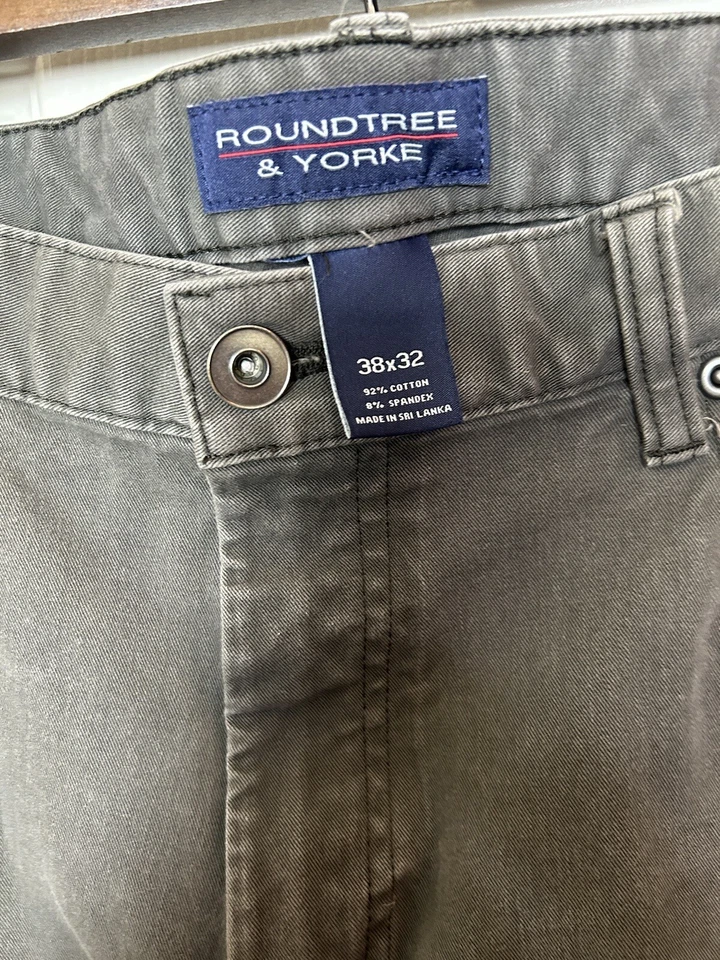 ROUNDTREE
& YORKE
38x32
92% COTTON
8% SPANDEX
MADE IN SRI LANKA